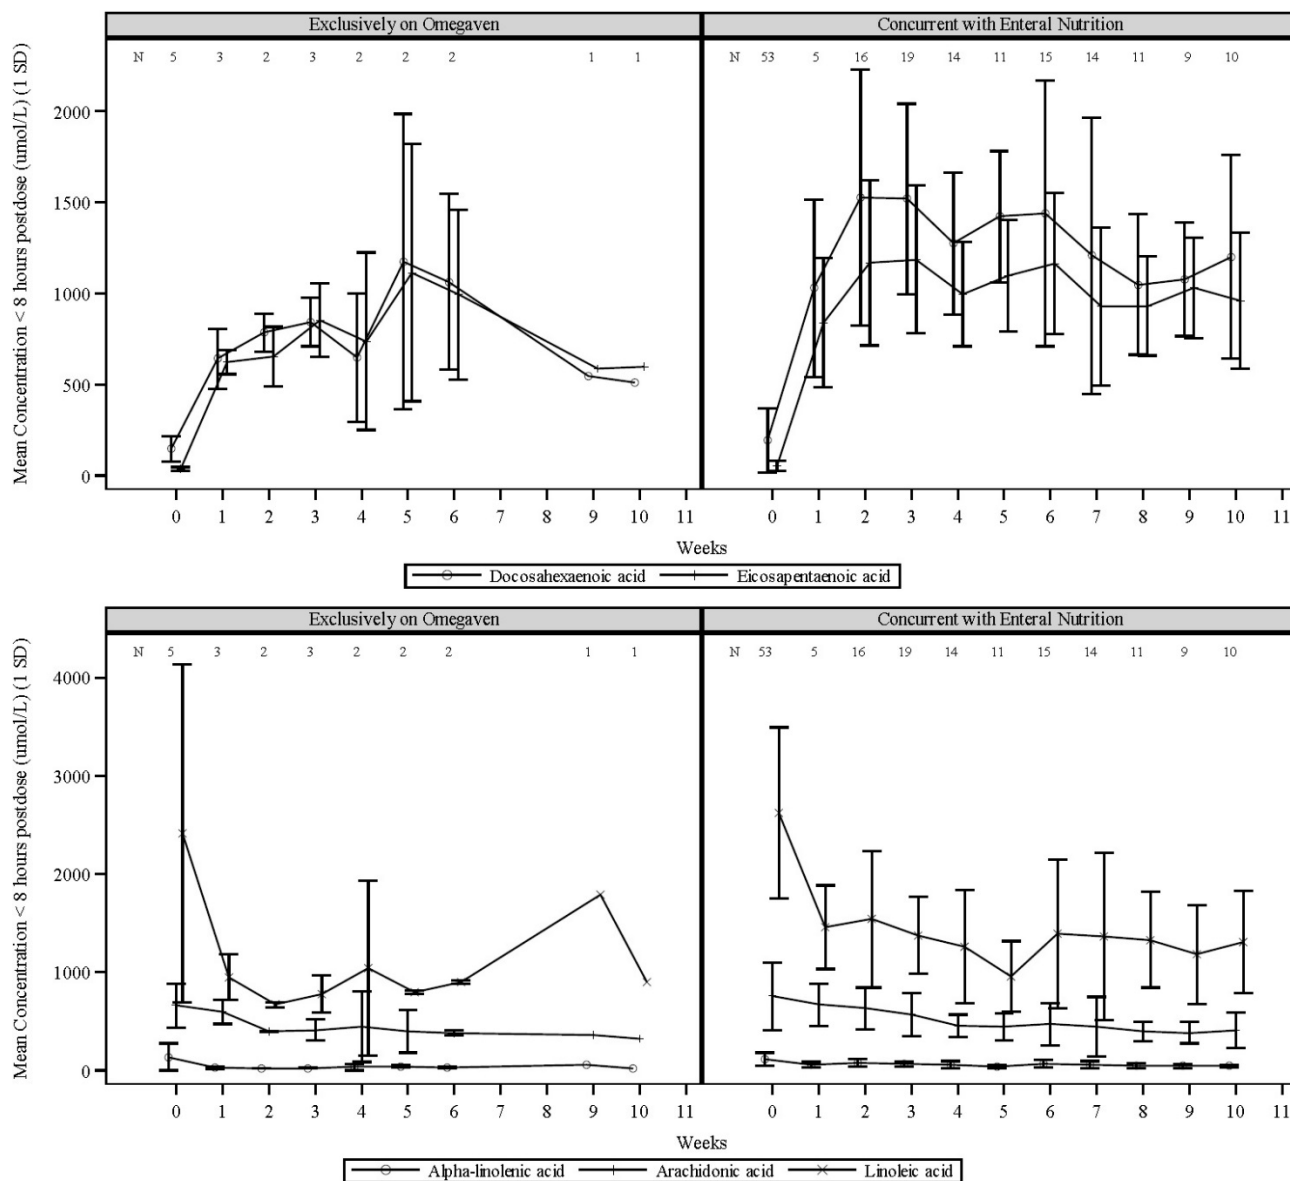 Exclusively on Omegaven Concurrent with Enteral Nutrition
N 5 3 2 3 2 2 2 1 1 N 53 5 16 19 14 11 15 14 11 9 10
Mean Concentration < 8 hours postdose (umol/L) (1 SD)
2000
1500
1000
500
0
0 1 2 3 4 5 6 7 8 9 10 11 0 1 2 3 4 5 6 7 8 9 10 11
Weeks
Docosahexaenoic acid Eicosapentaenoic acid
Exclusively on Omegaven Concurrent with Enteral Nutrition
N 5 3 2 3 2 2 2 1 1 N 53 5 16 19 14 11 15 14 11 9 10
Mean Concentration < 8 hours postdose (umol/L) (1 SD)
4000
3000
2000
1000
0
0 1 2 3 4 5 6 7 8 9 10 11 0 1 2 3 4 5 6 7 8 9 10 11
Weeks
Alpha-linolenic acid Arachidonic acid Linoleic acid